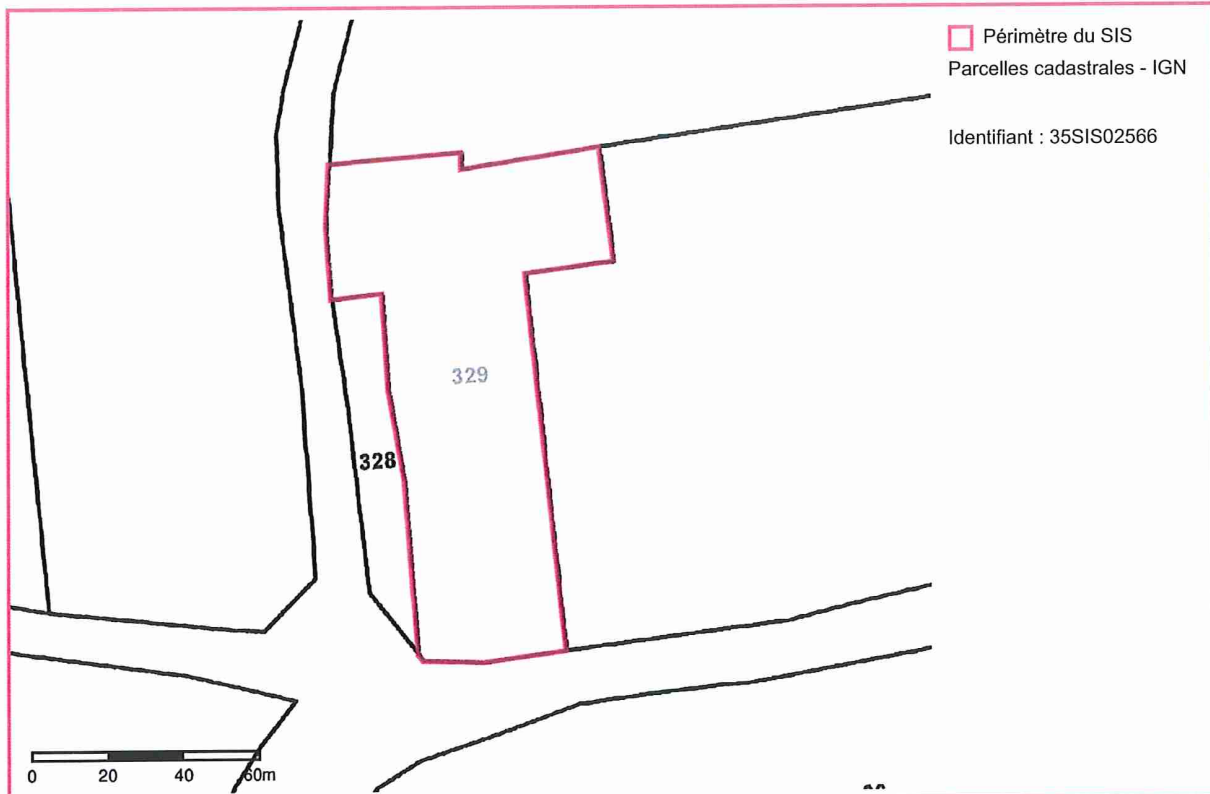 Périmètre du SIS
Parcelles cadastrales - IGN
Identifiant : 35SIS02566
329
328
0 20 40 60m